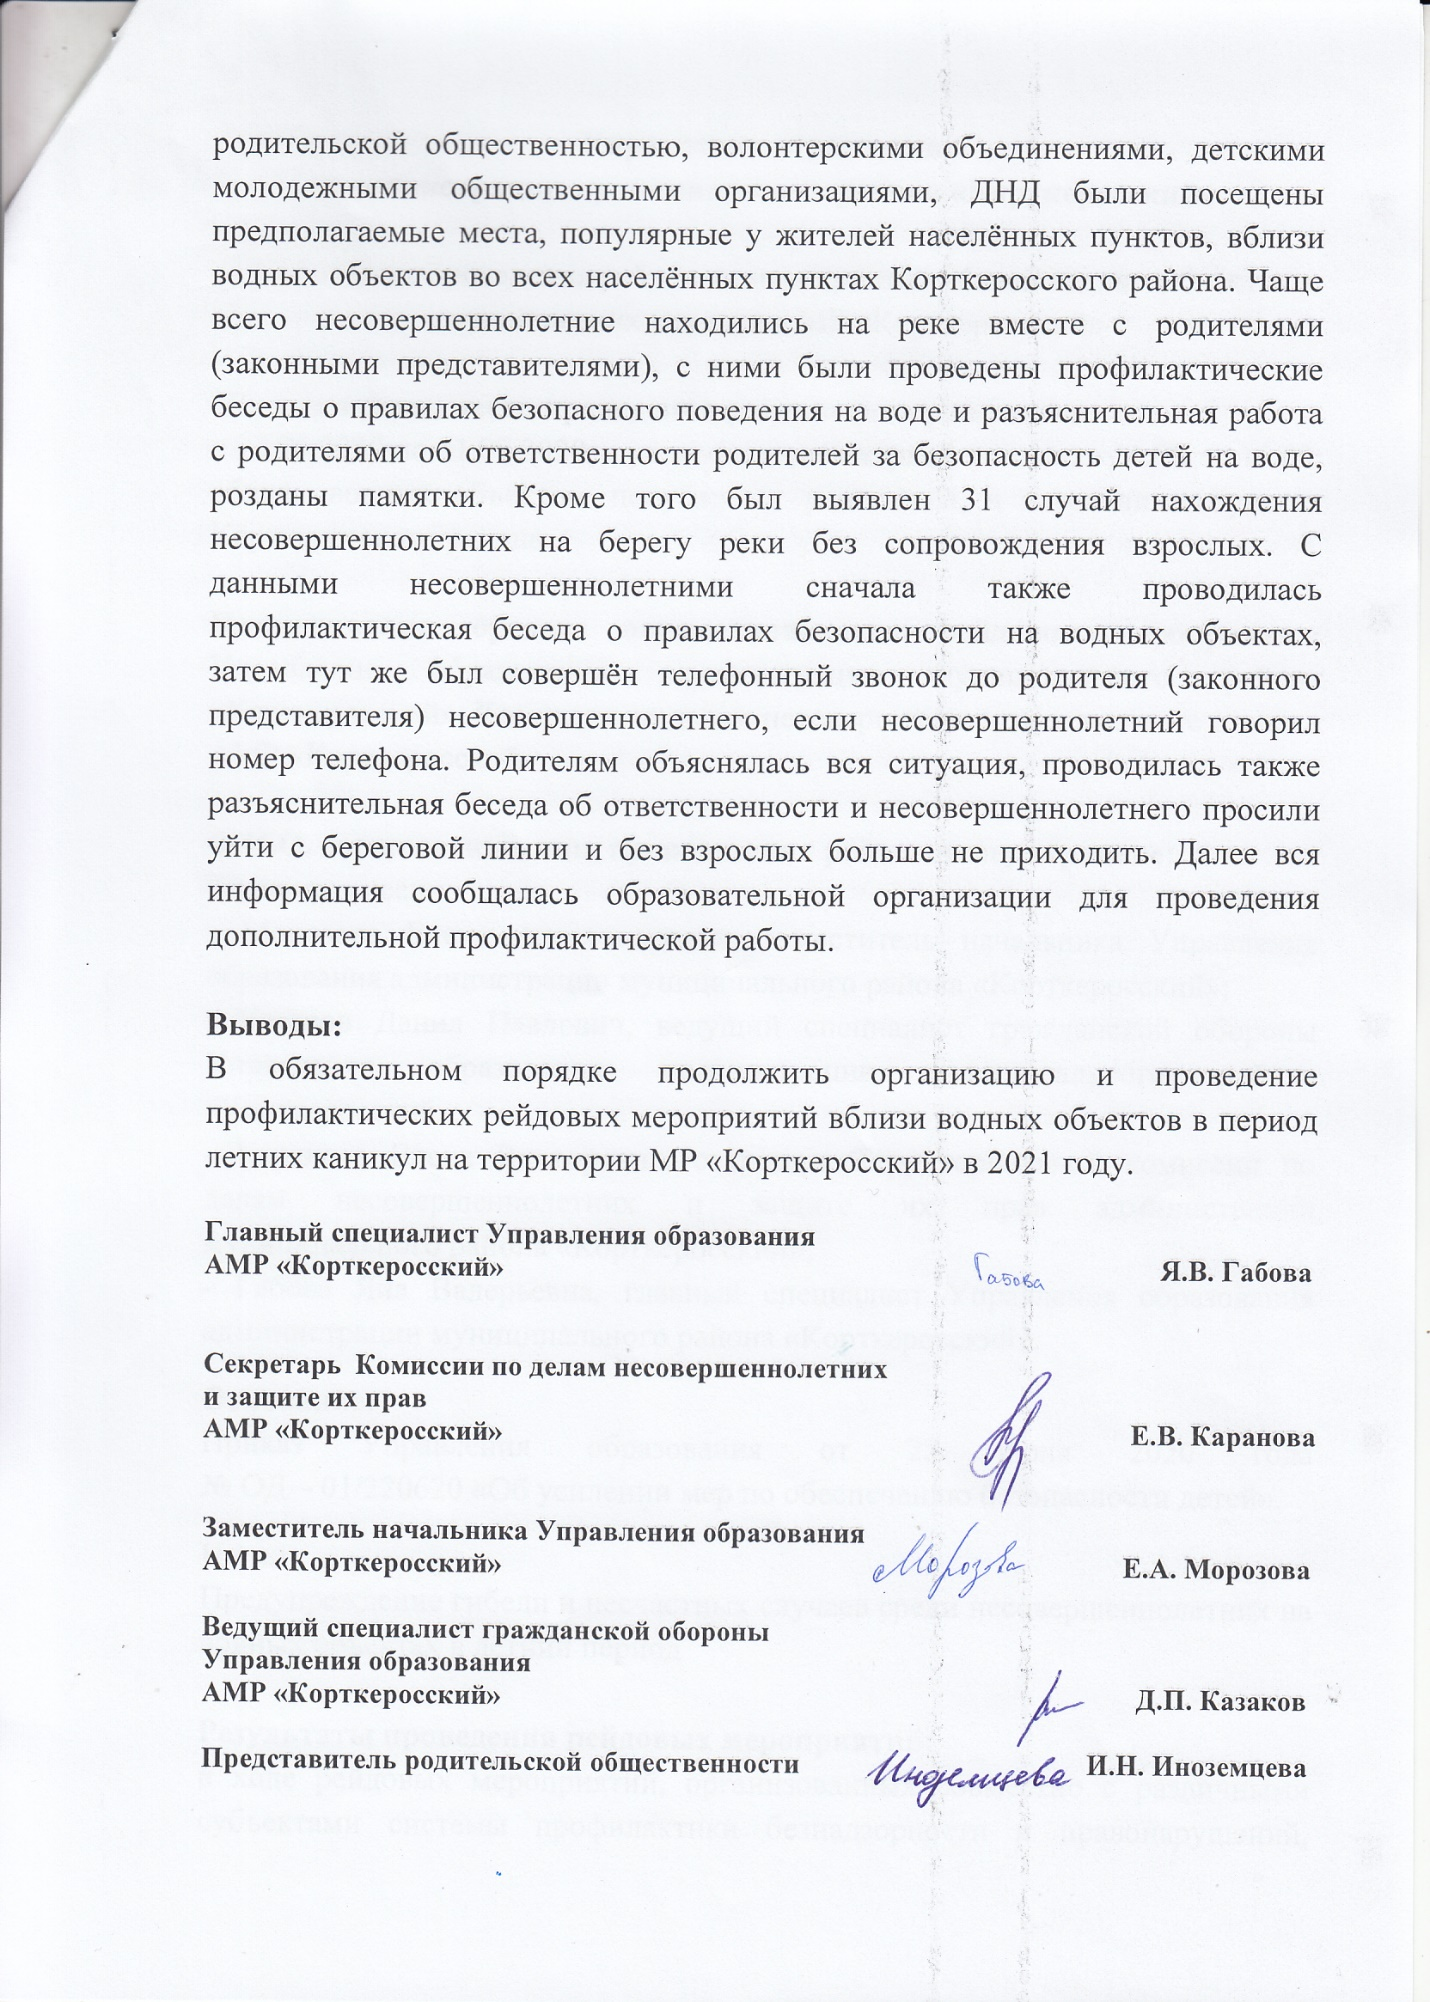 родительской общественностью, волонтерскими объединениями, детскими
молодежными общественными организациями, ДНД были посещены
предполагаемые места, популярные у жителей населённых пунктов, вблизи
водных объектов во всех населённых пунктах Корткеросского района. Чаще
всего несовершеннолетние находились на реке вместе с родителями
(законными представителями), с ними были проведены профилактические
беседы о правилах безопасного поведения на воде и разъяснительная работа
с родителями об ответственности родителей за безопасность детей на воде,
розданы памятки. Кроме того был выявлен 31 случай нахождения
несовершеннолетних на берегу реки без сопровождения взрослых. С
данными несовершеннолетними сначала также проводилась
профилактическая беседа о правилах безопасности на водных объектах,
затем тут же был совершён телефонный звонок до родителя (законного
представителя) несовершеннолетнего, если несовершеннолетний говорил
номер телефона. Родителям объяснялась вся ситуация, проводилась также
разъяснительная беседа об ответственности и несовершеннолетнего просили
уйти с береговой линии и без взрослых больше не приходить. Далее вся
информация сообщалась образовательной организации для проведения
дополнительной профилактической работы.
Выводы:
В обязательном порядке продолжить организацию и проведение
профилактических рейдовых мероприятий вблизи водных объектов в период
летних каникул на территории МР «Корткеросский» в 2021 году.
Главный специалист Управления образования
АМР «Корткеросский» Габова Я.В. Габова
Секретарь Комиссии по делам несовершеннолетних
и защите их прав
АМР «Корткеросский» Е.В. Каранова
Заместитель начальника Управления образования
АМР «Корткеросский» Морозова Е.А. Морозова
Ведущий специалист гражданской обороны
Управления образования
АМР «Корткеросский» Д.П. Казаков
Представитель родительской общественности Иноземцева И.Н. Иноземцева